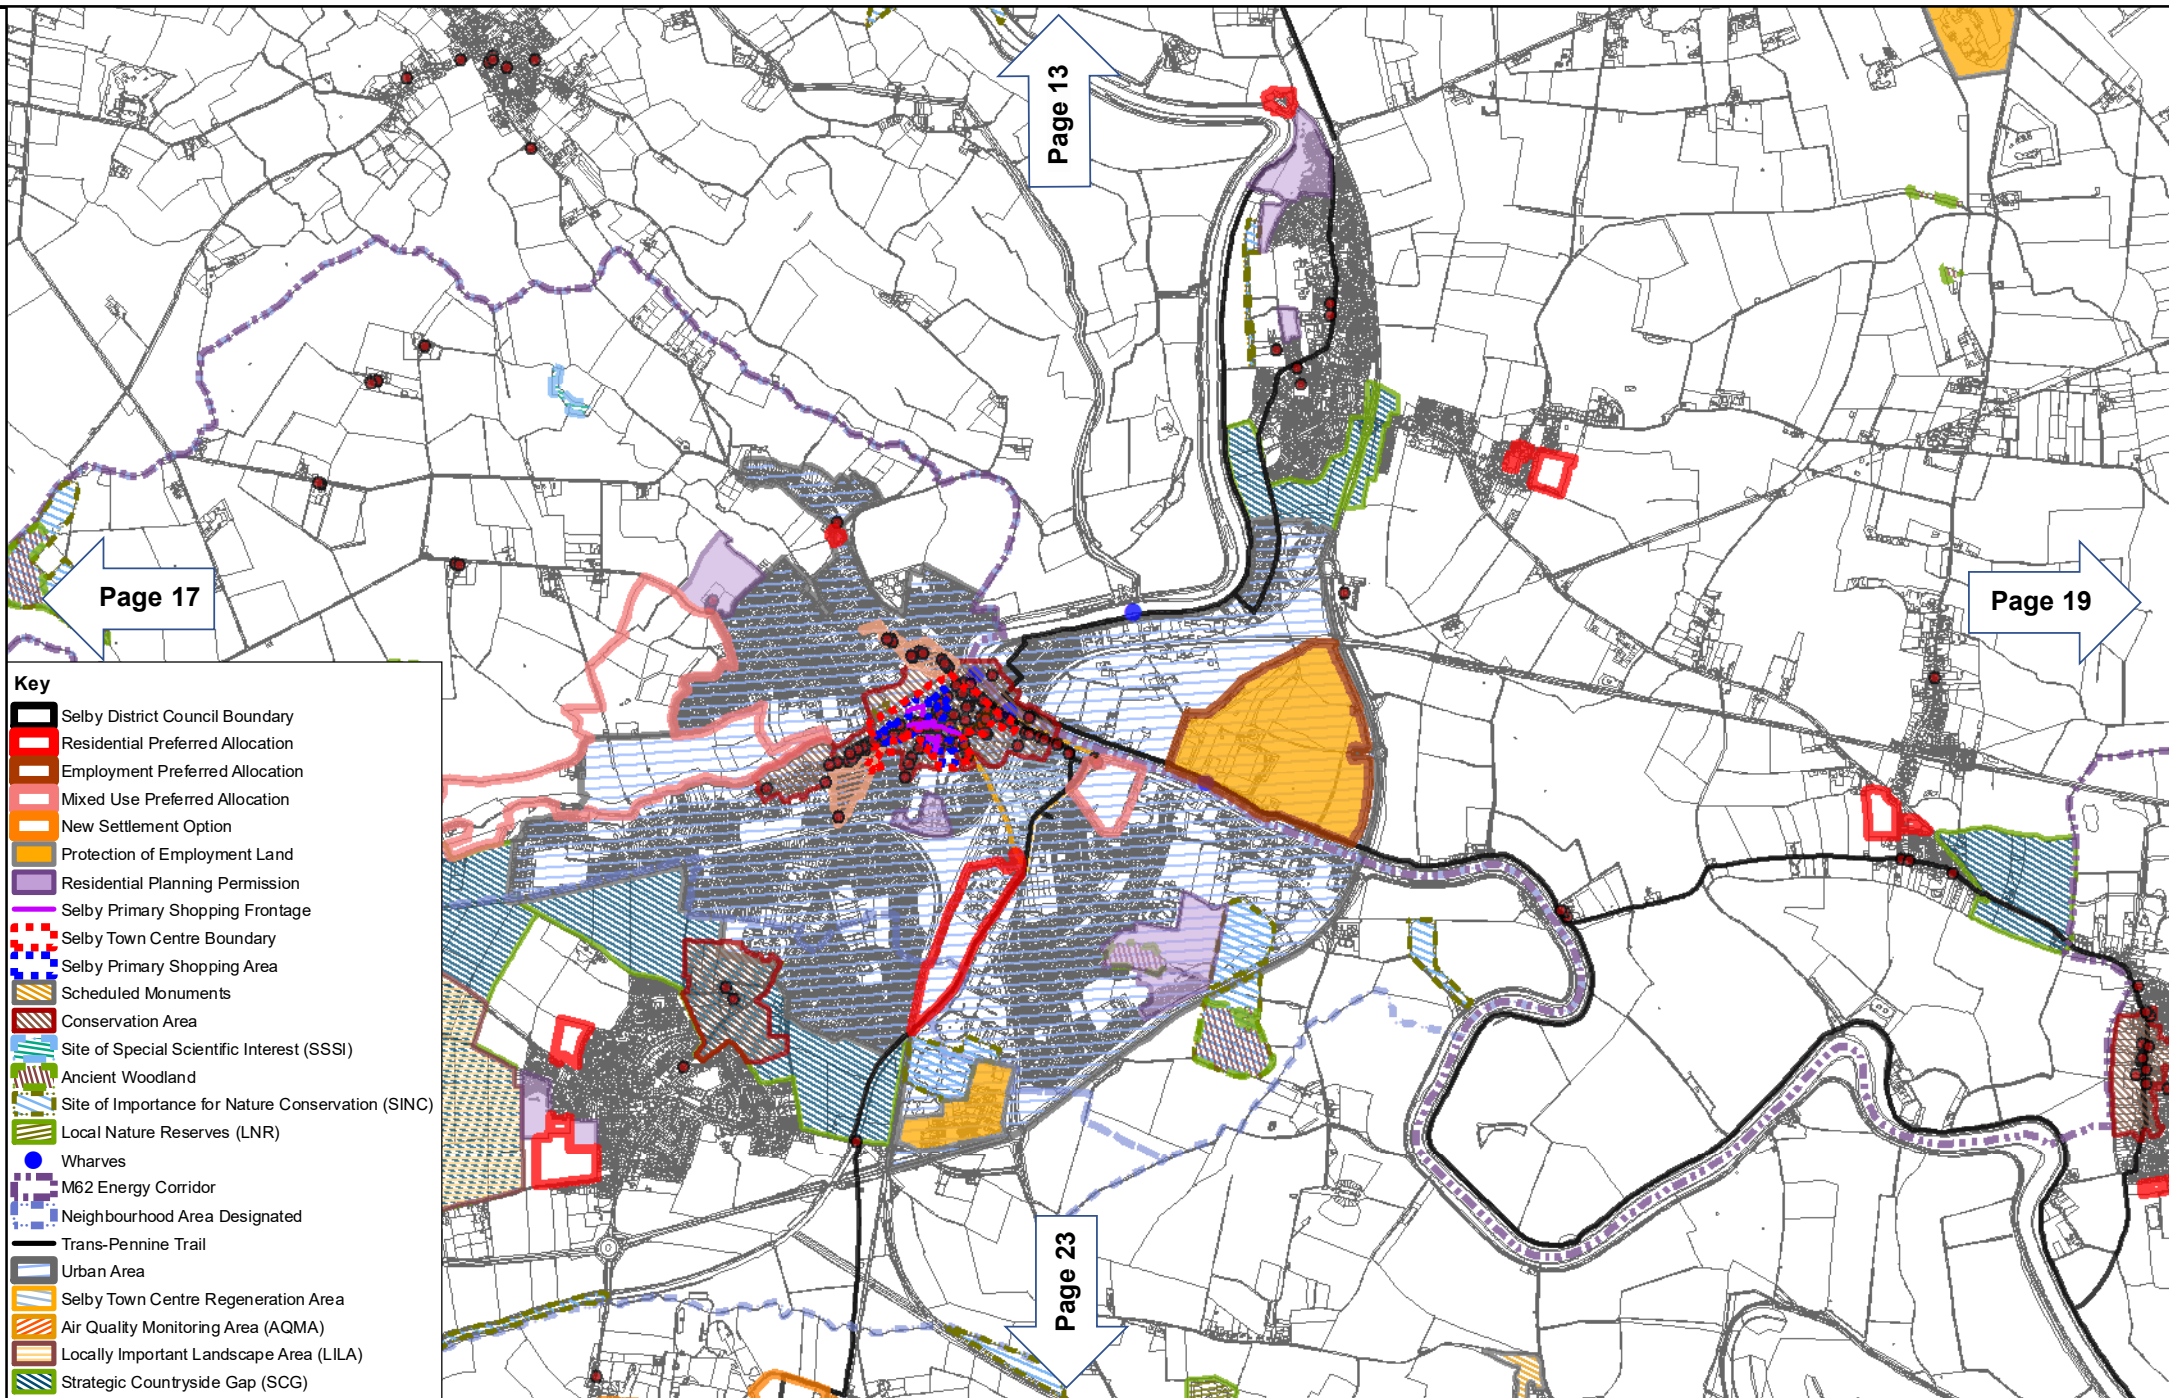 Page 13
Page 17
Page 19
Key
Selby District Council Boundary
Residential Preferred Allocation
Employment Preferred Allocation
Mixed Use Preferred Allocation
New Settlement Option
Protection of Employment Land
Residential Planning Permission
Selby Primary Shopping Frontage
Selby Town Centre Boundary
Selby Primary Shopping Area
Scheduled Monuments
Conservation Area
Site of Special Scientific Interest (SSSI)
Ancient Woodland
Site of Importance for Nature Conservation (SINC)
Local Nature Reserves (LNR)
Wharves
M62 Energy Corridor
Neighbourhood Area Designated
Trans-Pennine Trail
Urban Area
Selby Town Centre Regeneration Area
Air Quality Monitoring Area (AQMA)
Locally Important Landscape Area (LILA)
Strategic Countryside Gap (SCG)
Page 23